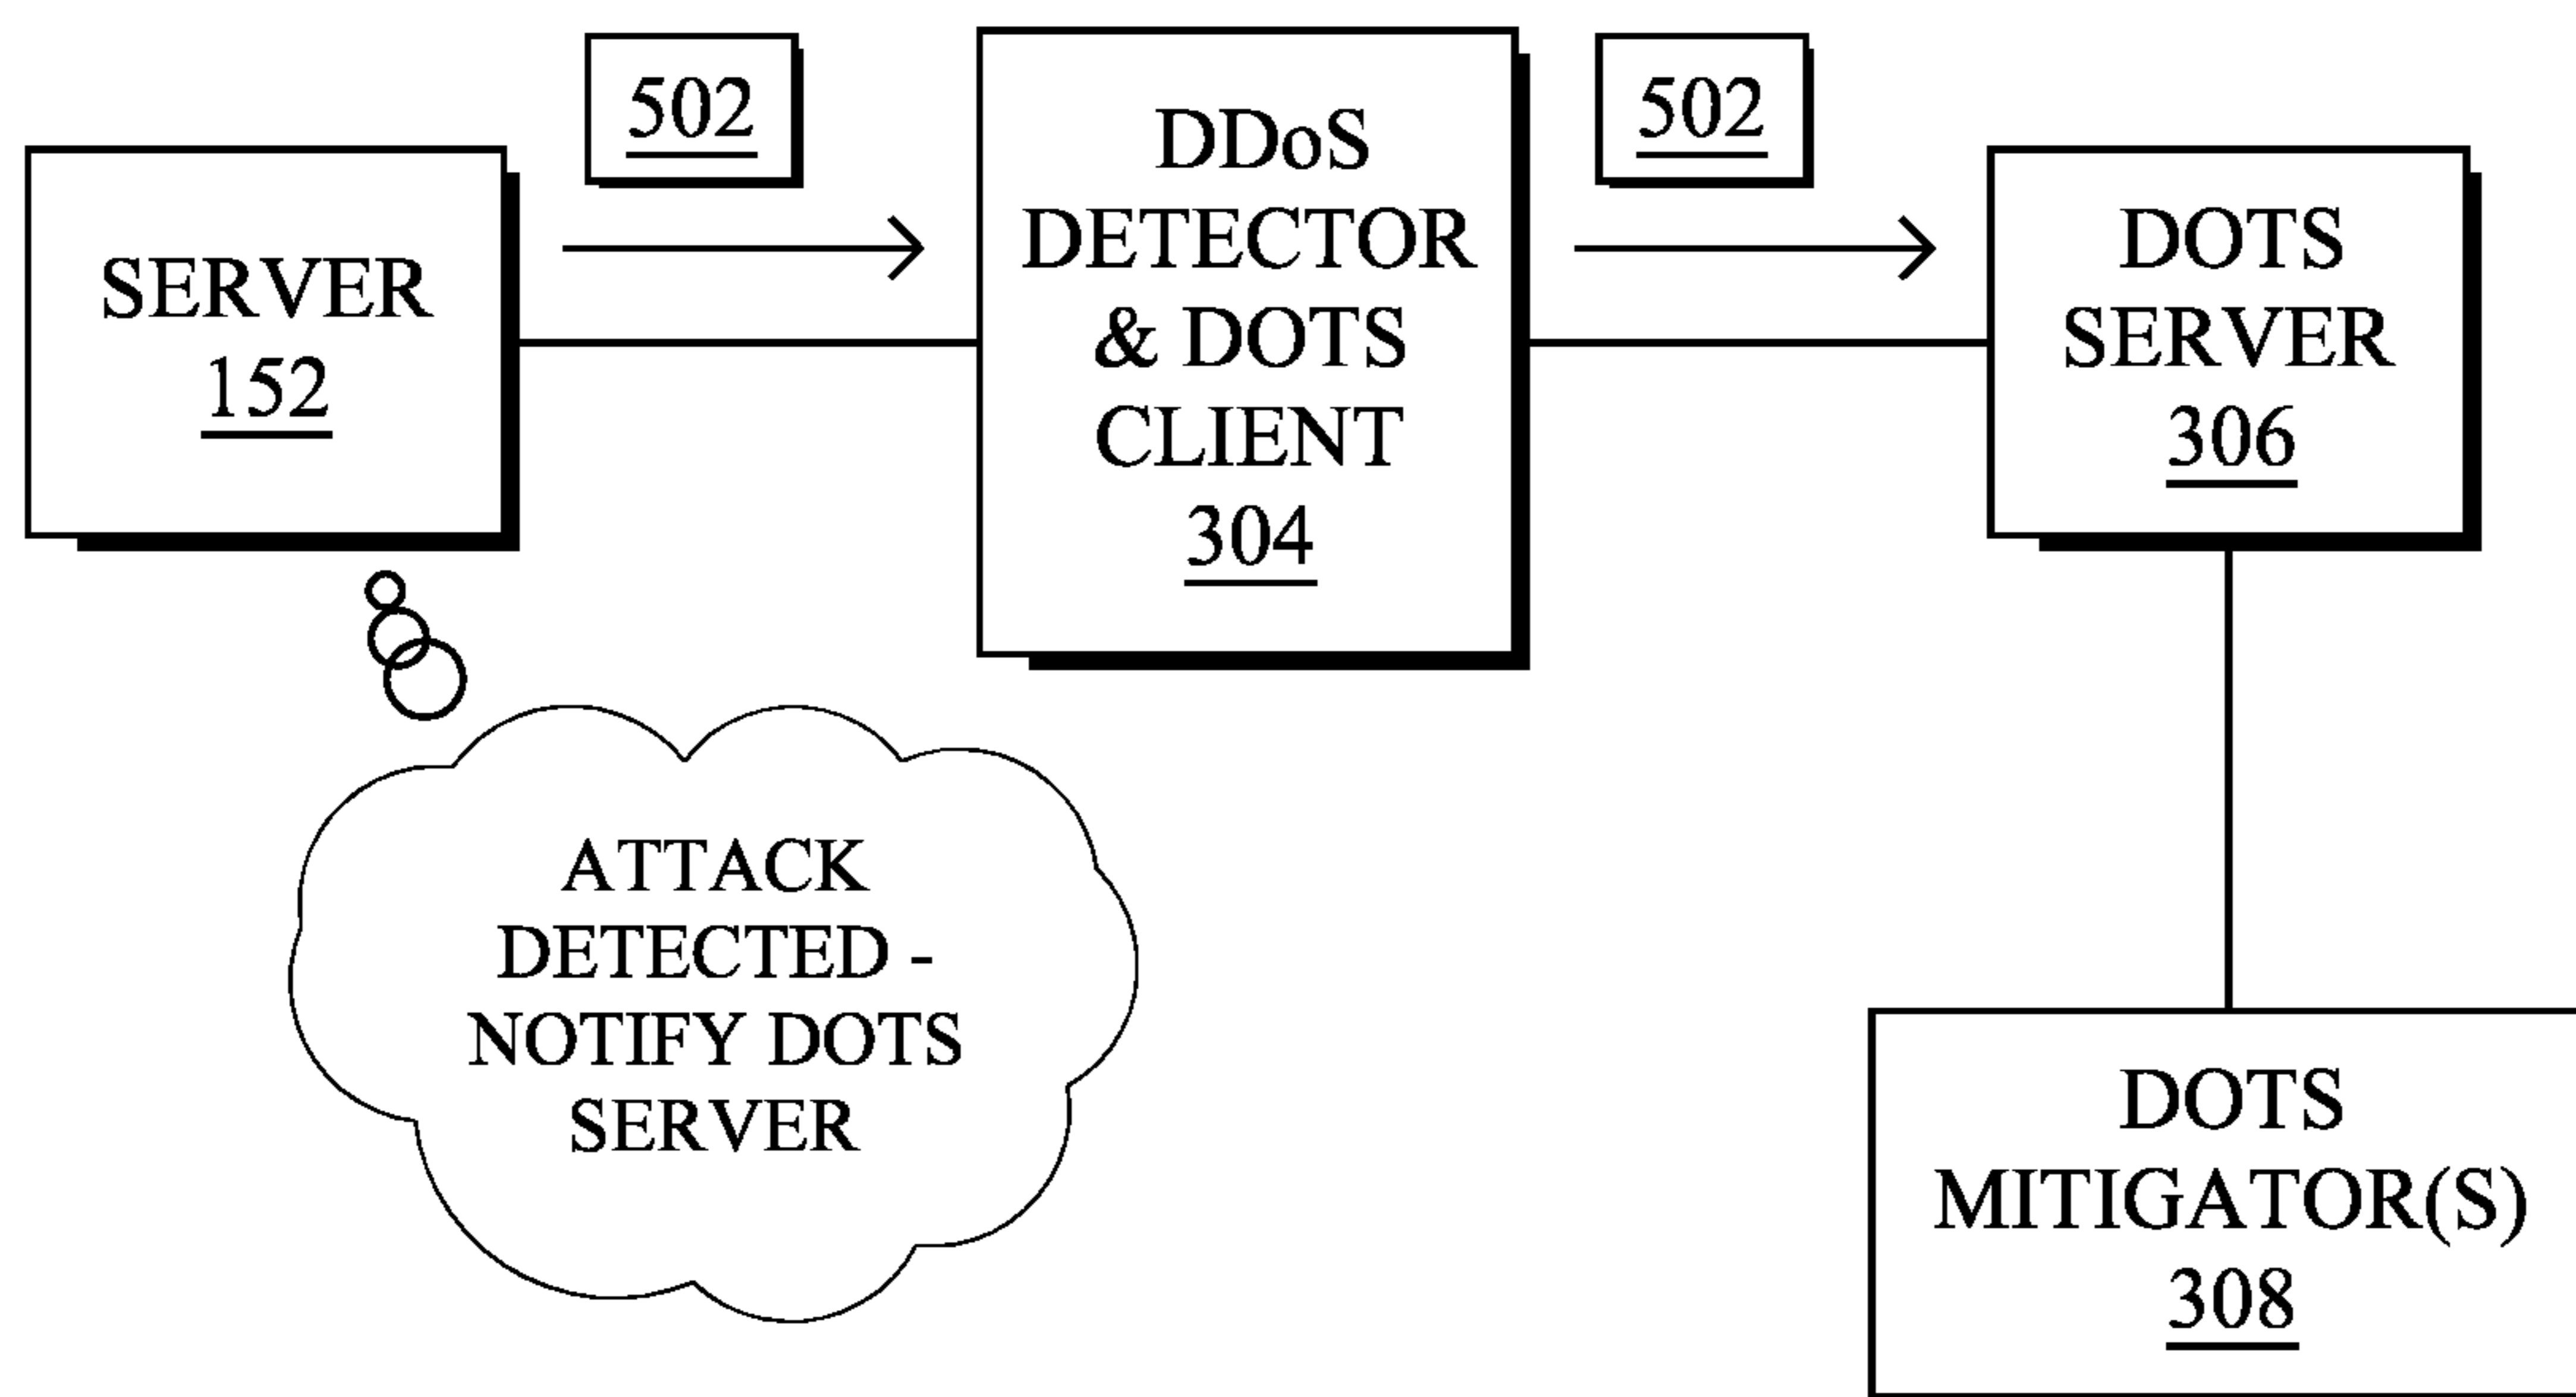 502
502
SERVER
152
DDoS
DETECTOR
& DOTS
CLIENT
304
DOTS
SERVER
306
ATTACK
DETECTED -
NOTIFY DOTS
SERVER
DOTS
MITIGATOR(S)
308